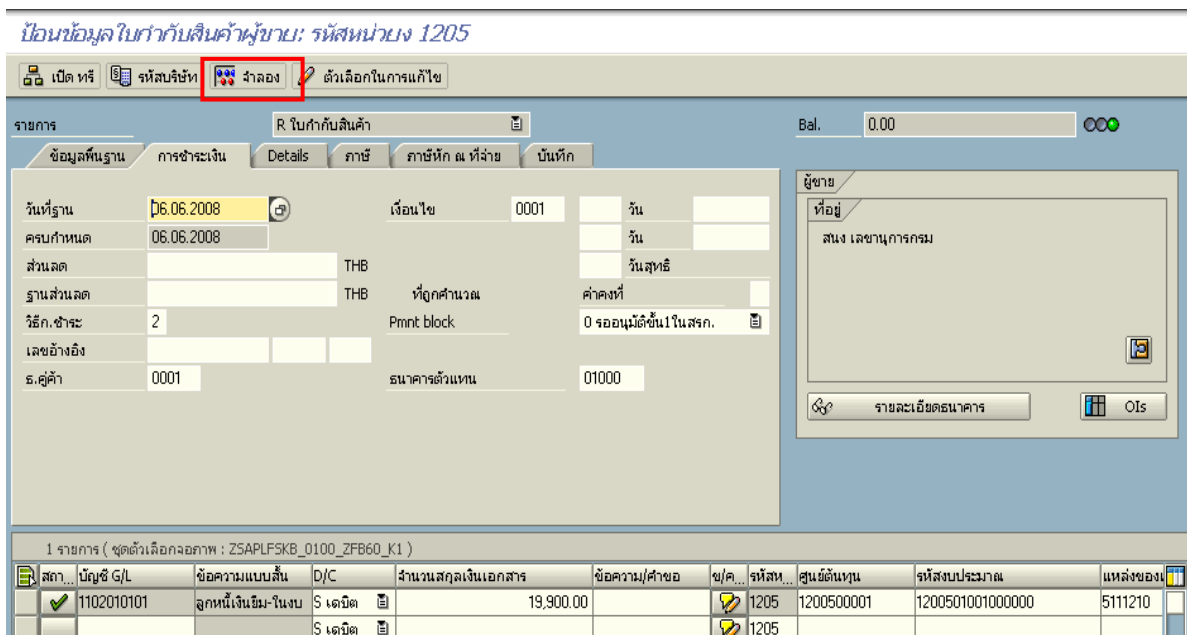 ป้อนข้อมูลใบกำกับสินค้าผู้ขาย: รหัสหน่วยง 1205
เปิด ทรี รหัสบริษัท จำลอง ตัวเลือกในการแก้ไข
รายการ R ใบกำกับสินค้า Bal. 0.00
ข้อมูลพื้นฐาน การชำระเงิน Details ภาษี ภาษีหัก ณ ที่จ่าย บันทึก
ผู้ขาย
วันที่ฐาน 06.06.2008 เงื่อนไข 0001 วัน
ที่อยู่
ครบกำหนด 06.06.2008 วัน
สนง เลขานุการกรม
ส่วนลด THB วันสุทธิ
ฐานส่วนลด THB ที่ถูกคำนวณ ค่าคงที่
วิธีก.ชำระ 2 Pmnt block 0 รออนุมัติขั้น1ในสรก.
เลขอ้างอิง
ธ.คู่ค้า 0001 ธนาคารตัวแทน 01000
รายละเอียดธนาคาร OIs
1 รายการ ( ชุดตัวเลือกจอภาพ : ZSAPLFSKB_0100_ZFB60_K1 )
สถา... บัญชี G/L ข้อความแบบสั้น D/C จำนวนสกุลเงินเอกสาร ข้อความ/คำขอ ข/ค... รหัสห... ศูนย์ต้นทุน รหัสงบประมาณ แหล่งของเ
1102010101 ลูกหนี้เงินยืม-ในงบ S เดบิต 19,900.00 1205 1200500001 1200501001000000 5111210
S เดบิต 1205